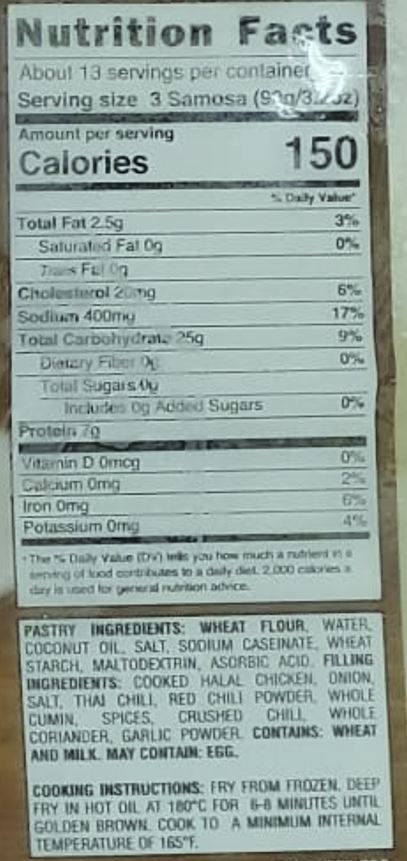 Nutrition Facts
About 13 servings per container
Serving size 3 Samosa
Amount per serving
Calories 150
% Daily Value*
Total Fat 2.5g 3%
Saturated Fat 0g 0%
Trans Fat 0g
Cholesterol 20mg 6%
Sodium 400mg 17%
Total Carbohydrate 25g 9%
Dietary Fiber 0g 0%
Total Sugars 0g
Includes 0g Added Sugars 0%
Protein 7g
Vitamin D 0mcg 0%
Calcium 0mg 2%
Iron 0mg 6%
Potassium 0mg 4%
*The % Daily Value (DV) tells you how much a nutrient in a
serving of food contributes to a daily diet. 2,000 calories a
day is used for general nutrition advice.
PASTRY INGREDIENTS: WHEAT FLOUR, WATER,
COCONUT OIL, SALT, SODIUM CASEINATE, WHEAT
STARCH, MALTODEXTRIN, ASORBIC ACID. FILLING
INGREDIENTS: COOKED HALAL CHICKEN, ONION,
SALT, THAI CHILI, RED CHILI POWDER, WHOLE
CUMIN, SPICES, CRUSHED CHILI, WHOLE
CORIANDER, GARLIC POWDER. CONTAINS: WHEAT
AND MILK. MAY CONTAIN: EGG.
COOKING INSTRUCTIONS: FRY FROM FROZEN. DEEP
FRY IN HOT OIL AT 180°C FOR 6-8 MINUTES UNTIL
GOLDEN BROWN. COOK TO A MINIMUM INTERNAL
TEMPERATURE OF 165°F.